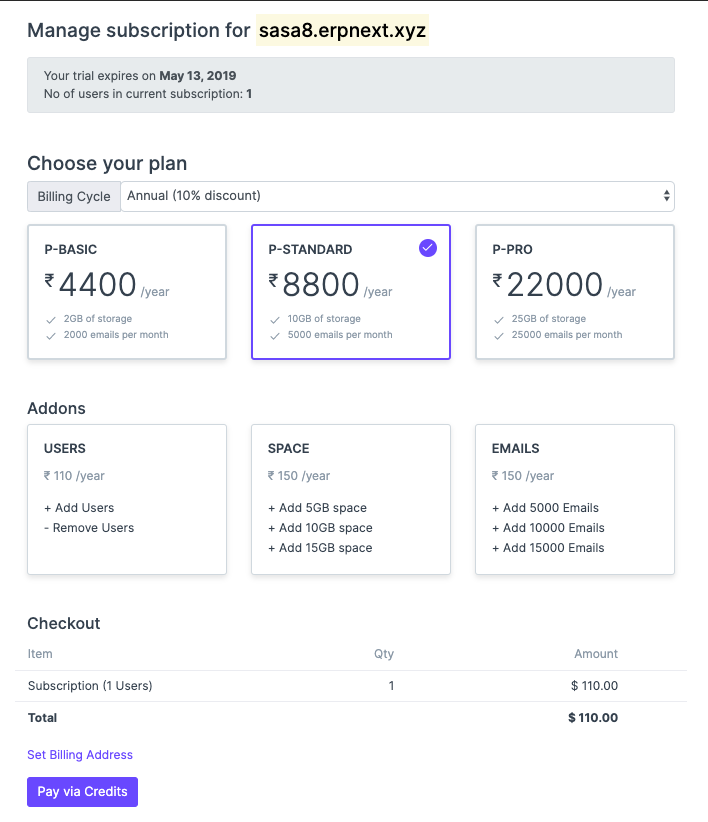 Manage subscription for sasa8.erpnext.xyz
Your trial expires on May 13, 2019
No of users in current subscription: 1
Choose your plan
Billing Cycle Annual (10% discount)
P-BASIC
₹ 4400 /year
2GB of storage
2000 emails per month
P-STANDARD
₹ 8800 /year
10GB of storage
5000 emails per month
P-PRO
₹ 22000 /year
25GB of storage
25000 emails per month
Addons
USERS
₹ 110 /year
+ Add Users
- Remove Users
SPACE
₹ 150 /year
+ Add 5GB space
+ Add 10GB space
+ Add 15GB space
EMAILS
₹ 150 /year
+ Add 5000 Emails
+ Add 10000 Emails
+ Add 15000 Emails
Checkout
Item Qty Amount
Subscription (1 Users) 1 $ 110.00
Total $ 110.00
Set Billing Address
Pay via Credits